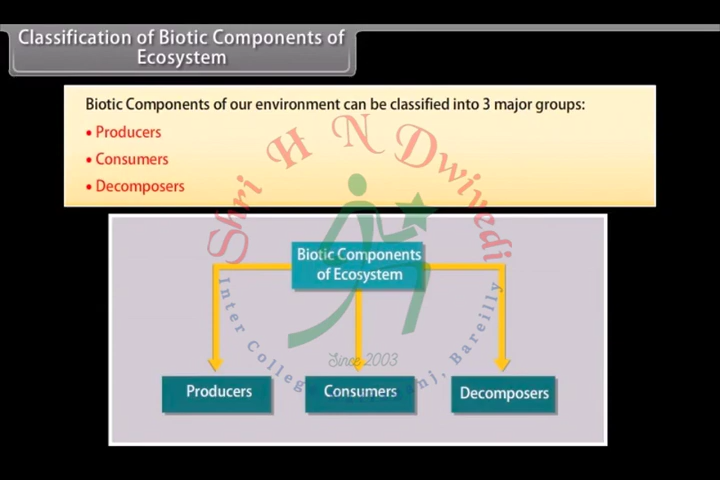 Classification of Biotic Components of
Ecosystem
Biotic Components of our environment can be classified into 3 major groups:
• Producers
• Consumers
• Decomposers
Shri H N Dwivedi
Biotic Components
of Ecosystem
Since 2003
Inter College
Bareilly
Producers
Consumers
Decomposers